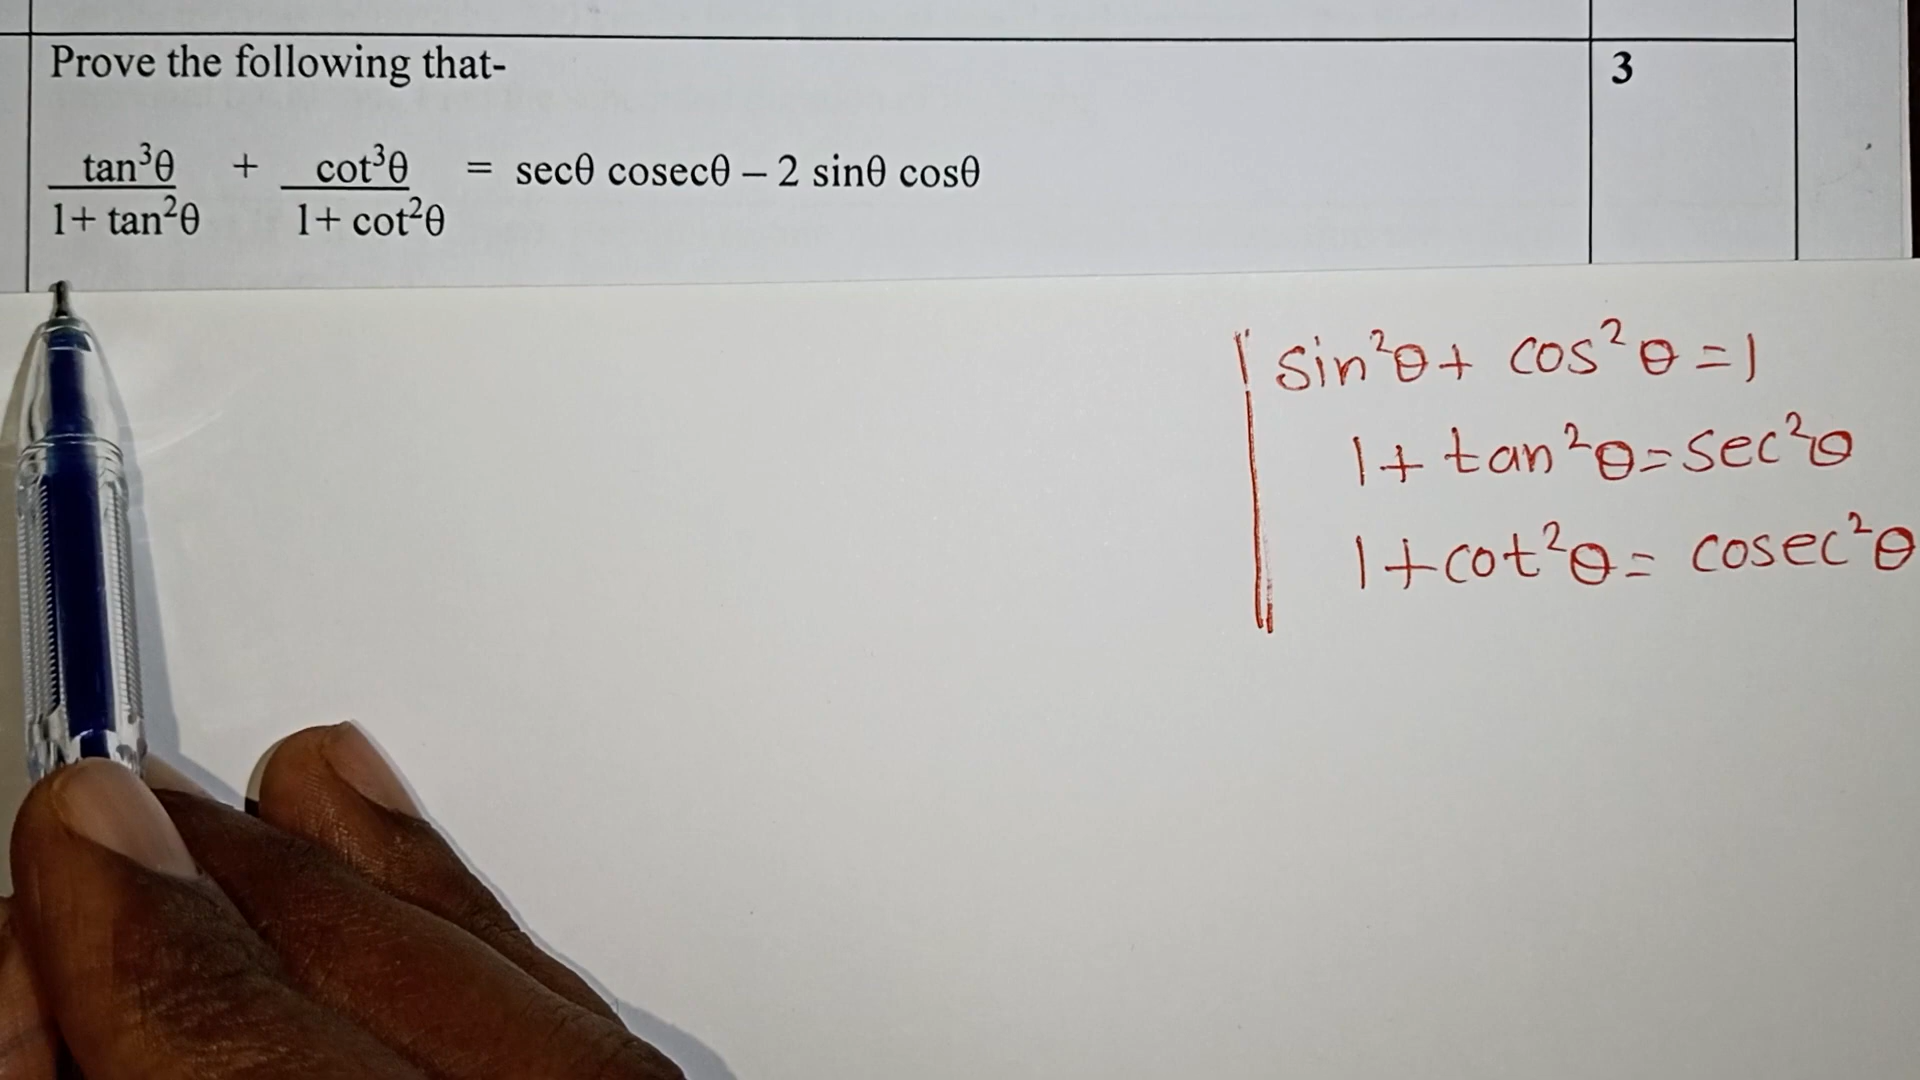 Prove the following that-
3
tan³θ + cot³θ = secθ cosecθ – 2 sinθ cosθ
1+ tan²θ 1+ cot²θ
sin²θ + cos²θ = 1
1 + tan²θ = sec²θ
1 + cot²θ = cosec²θ